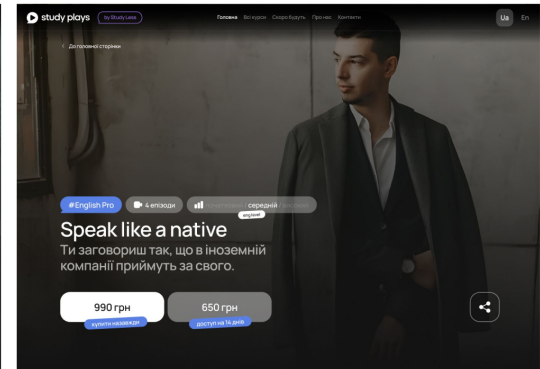 study plays
by Study Less
Головна Всі курси Скоро будуть Про нас Контакти
Ua En
До головної сторінки
#English Pro
4 епізоди
середній
eng level
Speak like a native
Ти заговориш так, що в іноземній
компанії приймуть за свого.
990 грн
купити назавжди
650 грн
доступ на 14 днів